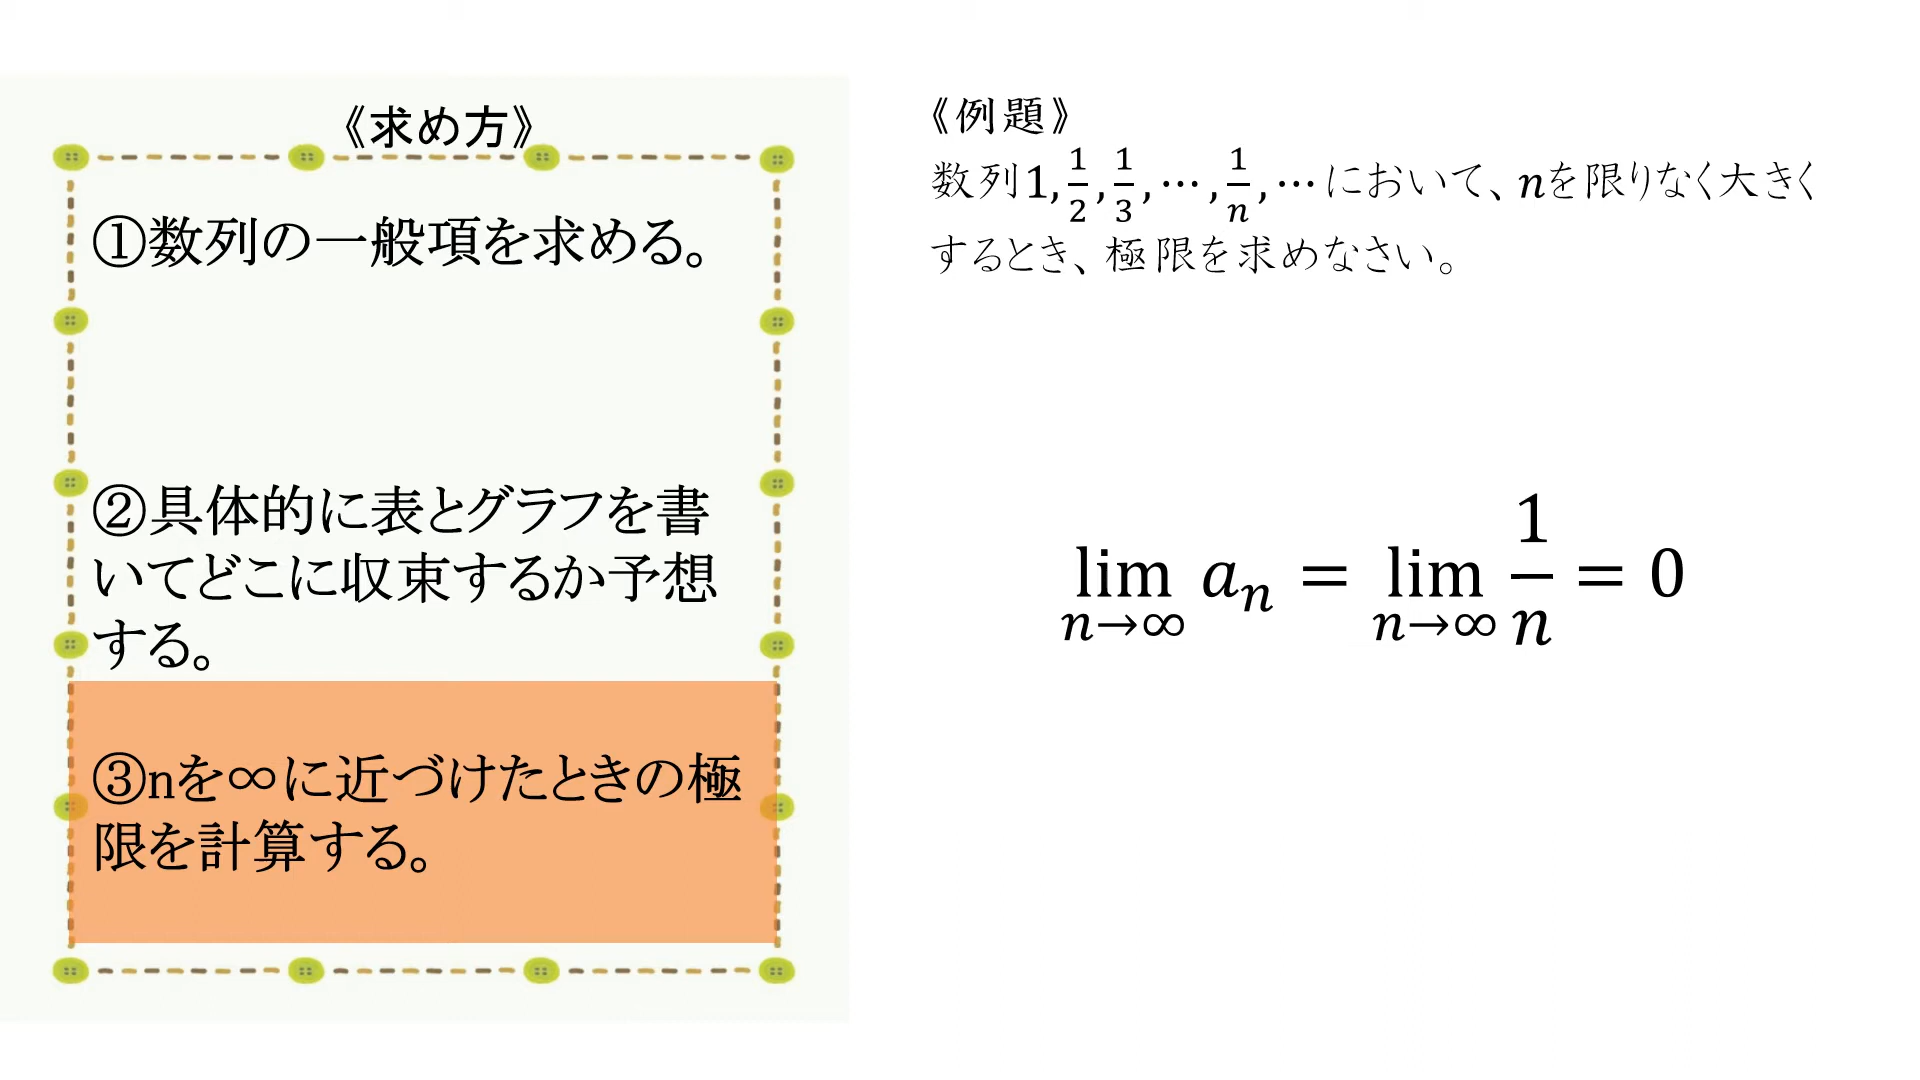 《求め方》
①数列の一般項を求める。
②具体的に表とグラフを書
いてどこに収束するか予想
する。
③nを∞に近づけたときの極
限を計算する。
《例題》
数列1, 1/2, 1/3, ⋯, 1/n, ⋯において、nを限りなく大きく
するとき、極限を求めなさい。
lim_{n→∞} a_n = lim_{n→∞} 1/n = 0